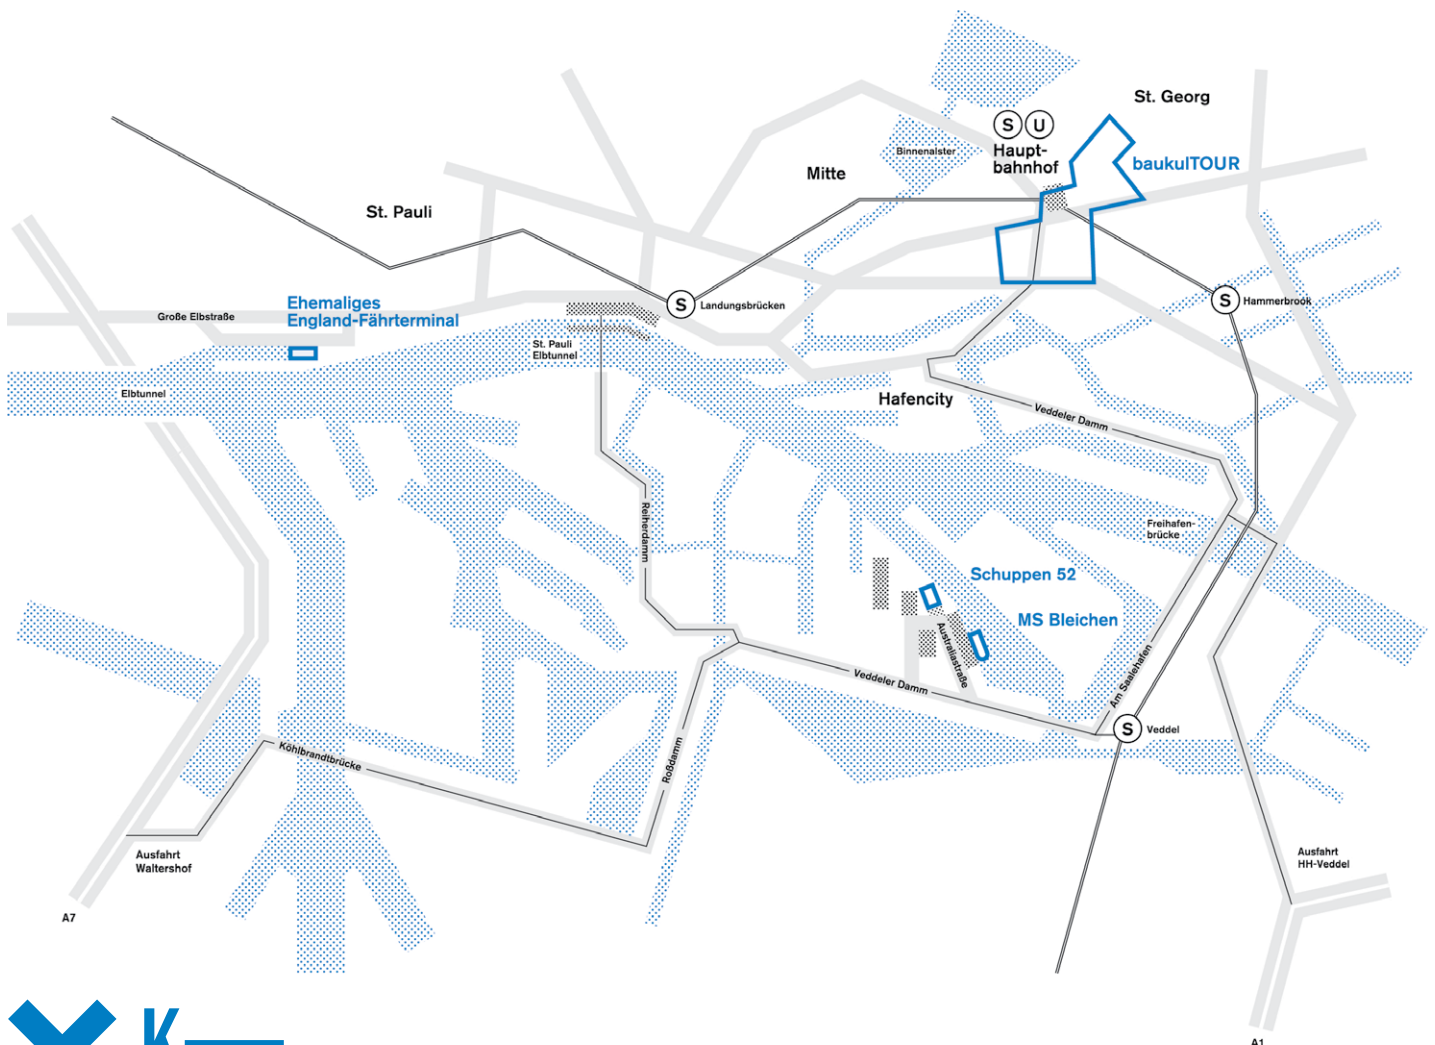 St. Georg
S U
Haupt-
bahnhof
baukulTOUR
Binnenalster
Mitte
St. Pauli
Ehemaliges
England-Fährterminal
Große Elbstraße
S
Landungsbrücken
S
Hammerbrook
St. Pauli
Elbtunnel
Elbtunnel
Hafencity
Veddeler Damm
Reiherdamm
Freihafen-
brücke
Schuppen 52
MS Bleichen
Australiastraße
Veddeler Damm
Am Saalehafen
S
Veddel
Roßdamm
Köhlbrandtbrücke
Ausfahrt
Waltershof
Ausfahrt
HH-Veddel
A7
K
A1